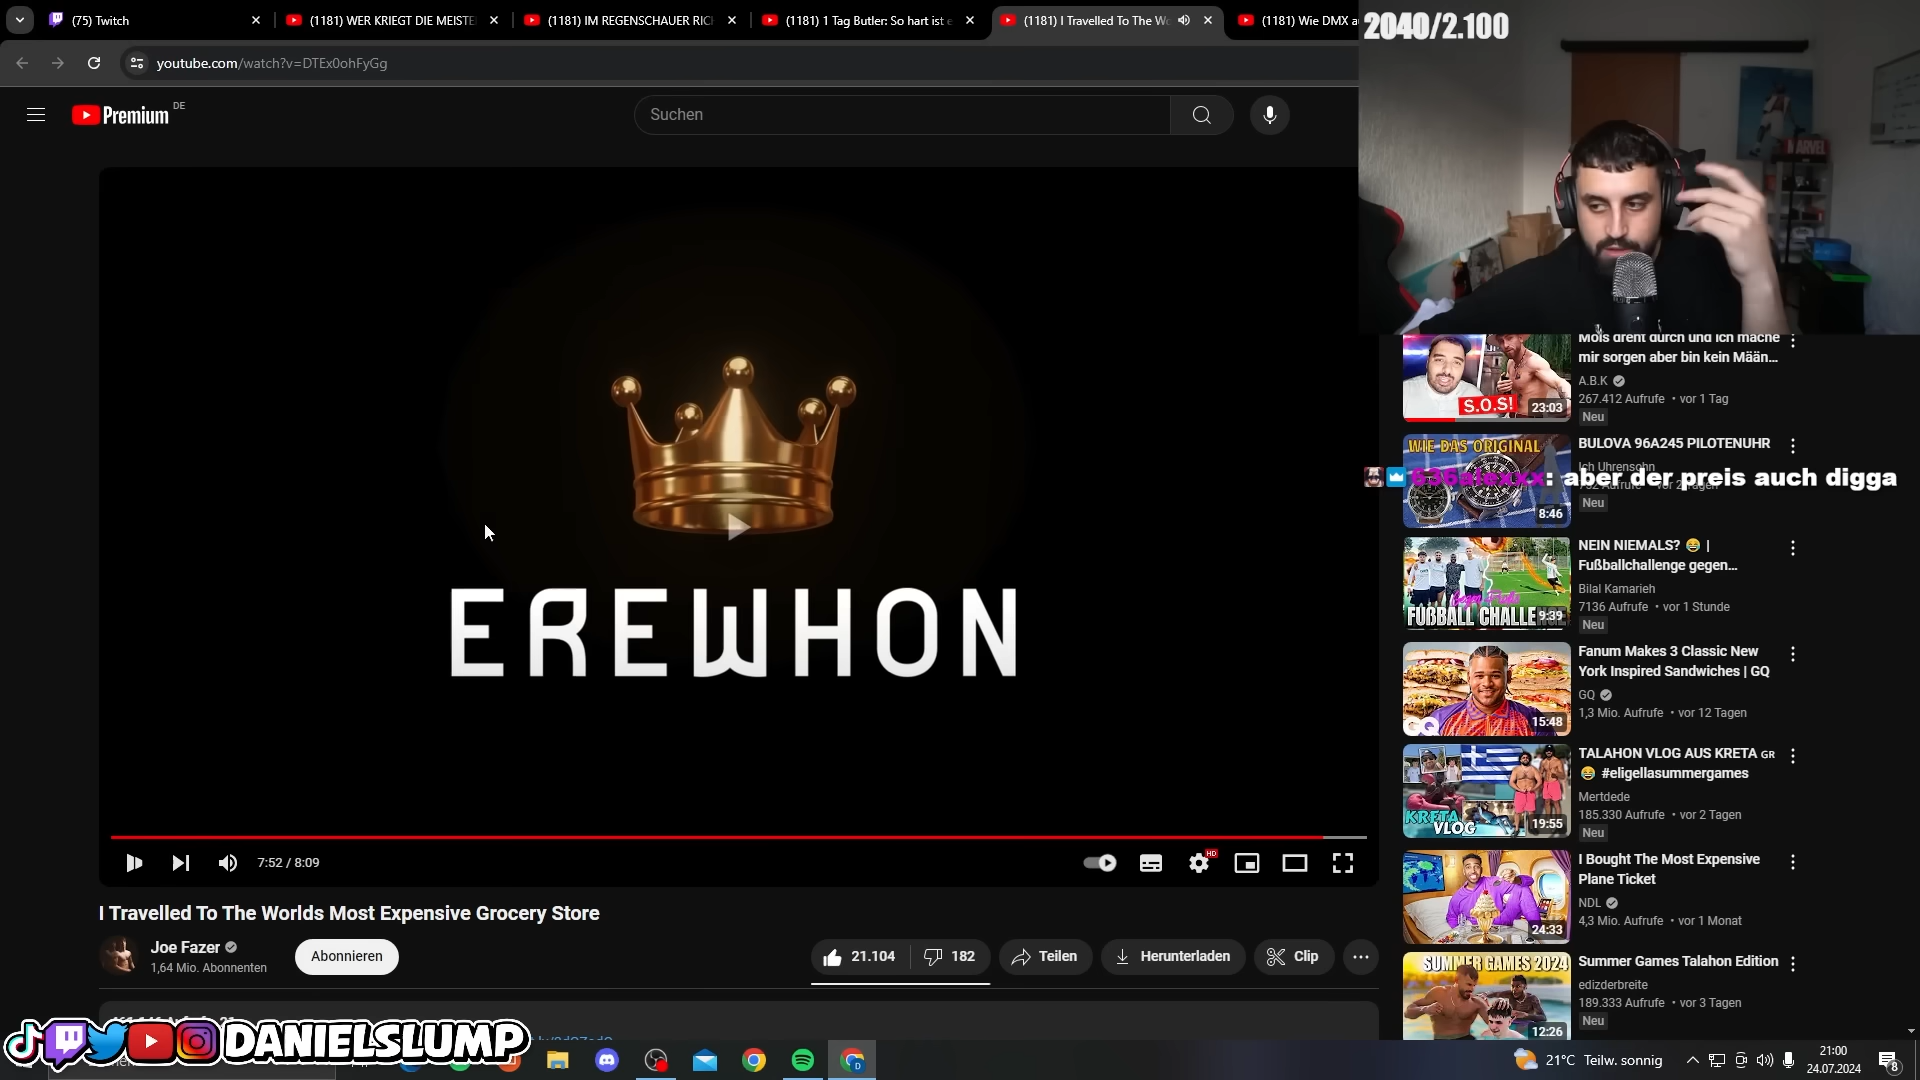 (75) Twitch
(1181) WER KRIEGT DIE MEISTE
(1181) IM REGENSCHAUER RIC
(1181) 1 Tag Butler: So hart ist e
(1181) I Travelled To The Wo
(1181) Wie DMX a
2040/2.100
youtube.com/watch?v=DTEx0ohFyGg
Premium DE
Suchen
MARVEL
EREWHON
7:52 / 8:09
HD
I Travelled To The Worlds Most Expensive Grocery Store
Joe Fazer
1,64 Mio. Abonnenten
Abonnieren
21.104
182
Teilen
Herunterladen
Clip
Mois dreht durch und ich mache
mir sorgen aber bin kein Mään...
A.B.K
267.412 Aufrufe • vor 1 Tag
Neu
S.O.S!
23:03
WIE DAS ORIGINAL
8:46
BULOVA 96A245 PILOTENUHR
Ich Uhrensohn
636alexxx: aber der preis auch digga
Neu
NEIN NIEMALS? 😂 |
Fußballchallenge gegen...
Bilal Kamarieh
7136 Aufrufe • vor 1 Stunde
Neu
FUßBALL CHALLE
9:39
Fanum Makes 3 Classic New
York Inspired Sandwiches | GQ
GQ
1,3 Mio. Aufrufe • vor 12 Tagen
GQ
15:48
TALAHON VLOG AUS KRETA GR
😂 #eligellasummergames
Mertdede
185.330 Aufrufe • vor 2 Tagen
Neu
KRETA
VLOG
19:55
I Bought The Most Expensive
Plane Ticket
NDL
4,3 Mio. Aufrufe • vor 1 Monat
24:33
Summer Games Talahon Edition
edizderbreite
189.333 Aufrufe • vor 3 Tagen
Neu
SUMMER GAMES 2024
12:26
DANIELSLUMP
21°C Teilw. sonnig
21:00
24.07.2024
8